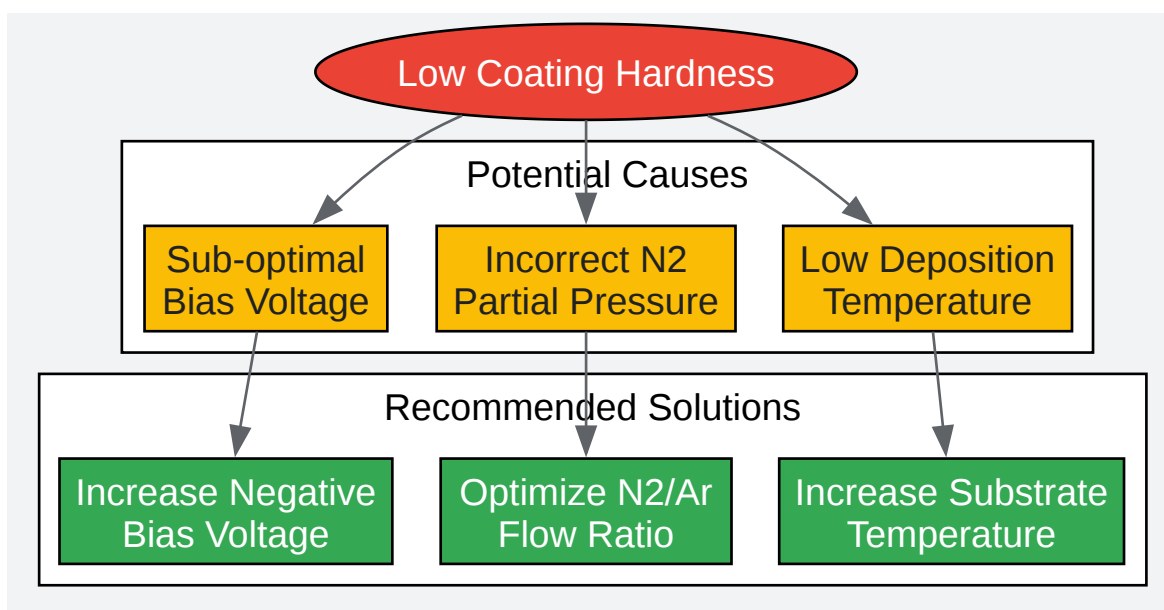 Low Coating Hardness
Potential Causes
Sub-optimal
Bias Voltage
Incorrect N2
Partial Pressure
Low Deposition
Temperature
Recommended Solutions
Increase Negative
Bias Voltage
Optimize N2/Ar
Flow Ratio
Increase Substrate
Temperature